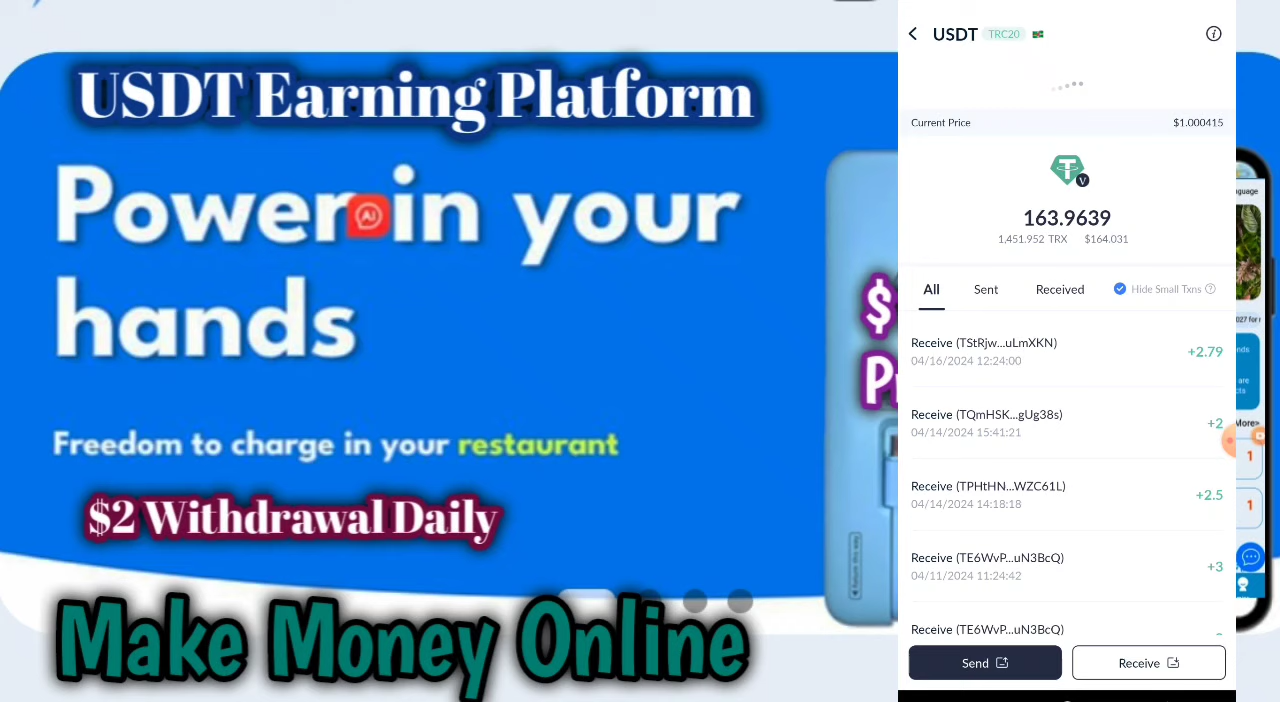 USDT Earning Platform
Power in your
hands
Freedom to charge in your restaurant
$2 Withdrawal Daily
Make Money Online
AI
USDT TRC20
Current Price $1.000415
V
163.9639
1,451.952 TRX $164.031
All Sent Received Hide Small Txns
Receive (TStRjw...uLmXKN)
+2.79
04/16/2024 12:24:00
Receive (TQmHSK...gUg38s)
+2
04/14/2024 15:41:21
Receive (TPHtHN...WZC61L)
+2.5
04/14/2024 14:18:18
Receive (TE6WvP...uN3BcQ)
+3
04/11/2024 11:24:42
Receive (TE6WvP...uN3BcQ)
Send Receive
More>
1
1